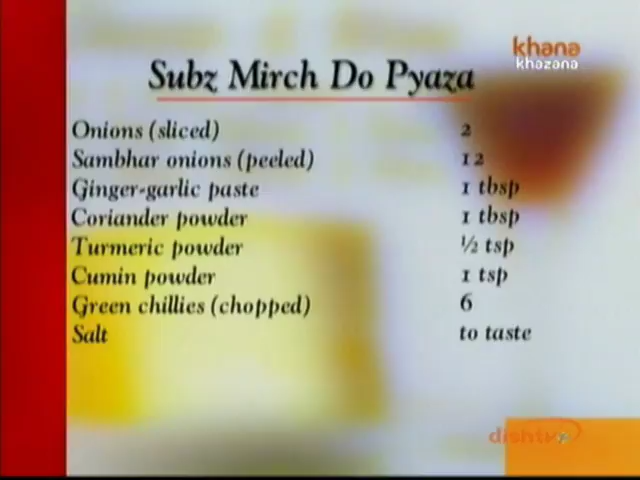 khana
khazana
Subz Mirch Do Pyaza
Onions (sliced) 2
Sambhar onions (peeled) 12
Ginger-garlic paste 1 tbsp
Coriander powder 1 tbsp
Turmeric powder ½ tsp
Cumin powder 1 tsp
Green chillies (chopped) 6
Salt to taste
dishtv